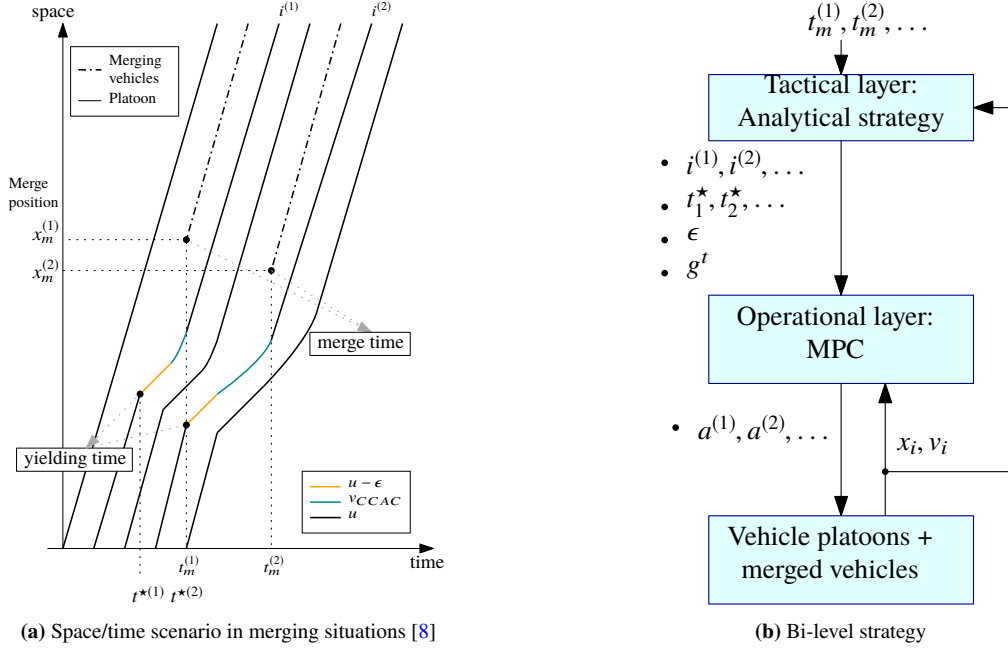 space
i^{(1)}
i^{(2)}
Merging
vehicles
Platoon
Merge
position
x_m^{(1)}
x_m^{(2)}
merge time
yielding time
u − ϵ
v_{CCAC}
u
t_m^{(1)}
t_m^{(2)}
time
t^{★(1)}
t^{★(2)}
(a) Space/time scenario in merging situations [8]
t_m^{(1)}, t_m^{(2)}, . . .
Tactical layer:
Analytical strategy
• i^{(1)}, i^{(2)}, . . .
• t_1^★, t_2^★, . . .
• ϵ
• g^t
Operational layer:
MPC
• a^{(1)}, a^{(2)}, . . .
x_i, v_i
Vehicle platoons +
merged vehicles
(b) Bi-level strategy